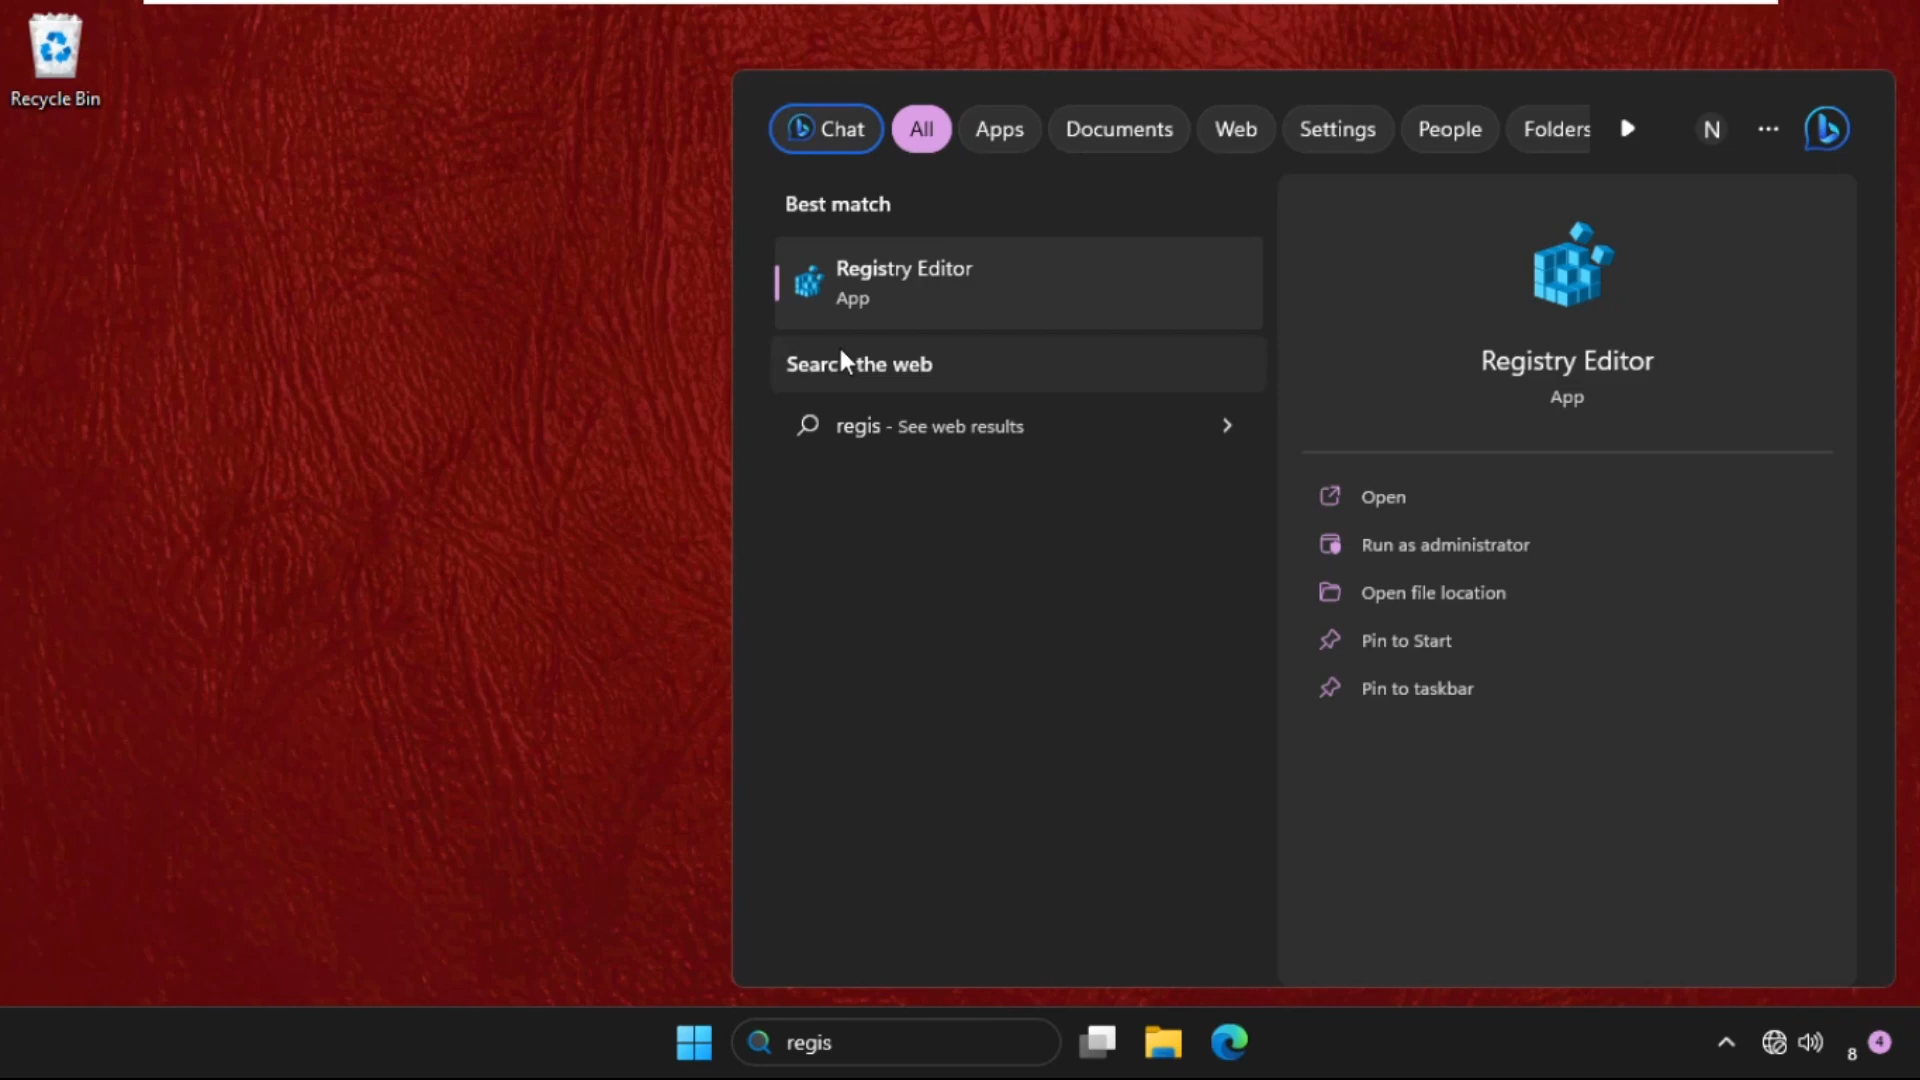 Recycle Bin
Chat
All
Apps
Documents
Web
Settings
People
Folders
N
Best match
Registry Editor
App
Search the web
regis - See web results
Registry Editor
App
Open
Run as administrator
Open file location
Pin to Start
Pin to taskbar
regis
8
4